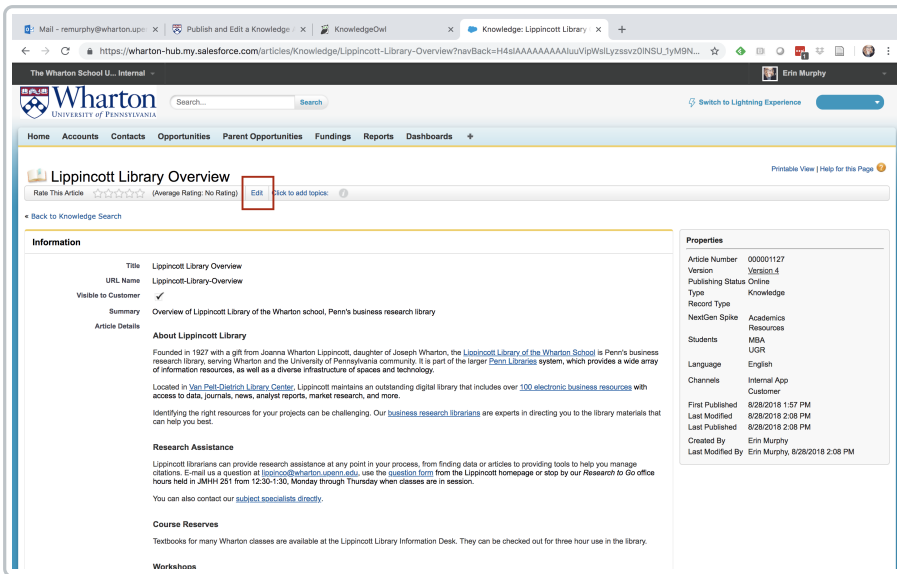 Mail - remurphy@wharton.upen
Publish and Edit a Knowledge
KnowledgeOwl
Knowledge: Lippincott Library
https://wharton-hub.my.salesforce.com/articles/Knowledge/Lippincott-Library-Overview?navBack=H4sIAAAAAAAAAIuuVipWslLyzssvz0lNSU_1yM9N...
The Wharton School U... Internal
Erin Murphy
Wharton
UNIVERSITY of PENNSYLVANIA
Search...
Search
Switch to Lightning Experience
Home Accounts Contacts Opportunities Parent Opportunities Fundings Reports Dashboards +
Lippincott Library Overview
Printable View | Help for this Page
Rate This Article (Average Rating: No Rating) Edit Click to add topics:
« Back to Knowledge Search
Information
Title Lippincott Library Overview
URL Name Lippincott-Library-Overview
Visible to Customer ✓
Summary Overview of Lippincott Library of the Wharton school, Penn's business research library
Article Details
About Lippincott Library
Founded in 1927 with a gift from Joanna Wharton Lippincott, daughter of Joseph Wharton, the Lippincott Library of the Wharton School is Penn's business
research library, serving Wharton and the University of Pennsylvania community. It is part of the larger Penn Libraries system, which provides a wide array
of information resources, as well as a diverse infrastructure of spaces and technology.
Located in Van Pelt-Dietrich Library Center, Lippincott maintains an outstanding digital library that includes over 100 electronic business resources with
access to data, journals, news, analyst reports, market research, and more.
Identifying the right resources for your projects can be challenging. Our business research librarians are experts in directing you to the library materials that
can help you best.
Research Assistance
Lippincott librarians can provide research assistance at any point in your process, from finding data or articles to providing tools to help you manage
citations. E-mail us a question at lippinco@wharton.upenn.edu, use the question form from the Lippincott homepage or stop by our Research to Go office
hours held in JMHH 251 from 12:30-1:30, Monday through Thursday when classes are in session.
You can also contact our subject specialists directly.
Course Reserves
Textbooks for many Wharton classes are available at the Lippincott Library Information Desk. They can be checked out for three hour use in the library.
Workshops
Properties
Article Number 000001127
Version Version 4
Publishing Status Online
Type Knowledge
Record Type
NextGen Spike Academics
Resources
Students MBA
UGR
Language English
Channels Internal App
Customer
First Published 8/28/2018 1:57 PM
Last Modified 8/28/2018 2:08 PM
Last Published 8/28/2018 2:08 PM
Created By Erin Murphy
Last Modified By Erin Murphy, 8/28/2018 2:08 PM